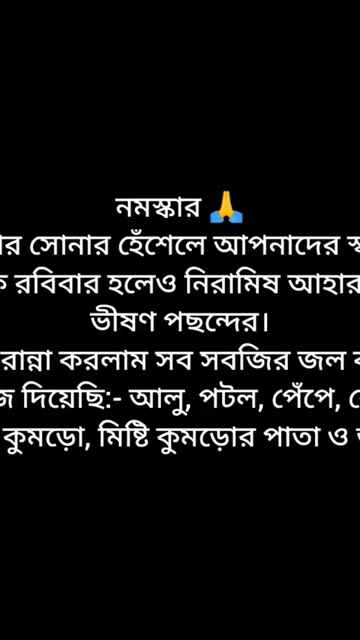 নমস্কার 🙏
সোনার হেঁশেলে আপনাদের
রবিবার হলেও নিরামিষ আহার
ভীষণ পছন্দের।
রান্না করলাম সব সবজির জল
দিয়েছি:- আলু, পটল, পেঁপে,
কুমড়ো, মিষ্টি কুমড়োর পাতা ও